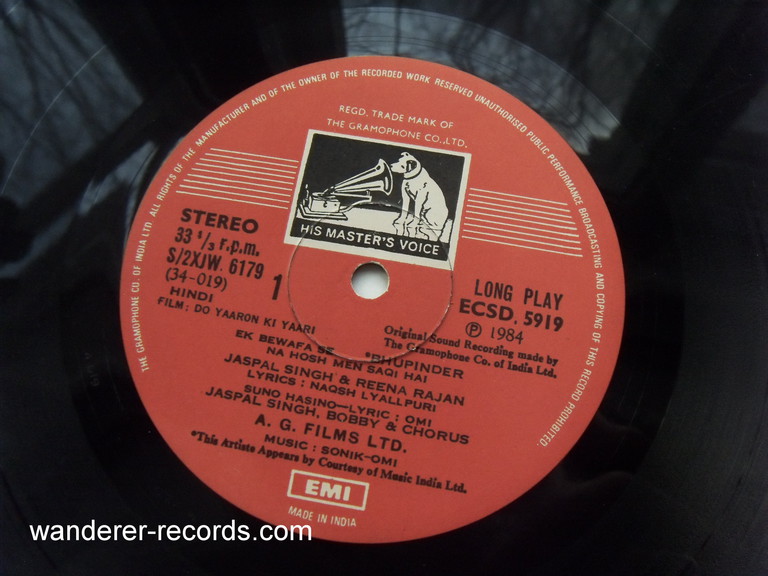 ALL RIGHTS OF THE MANUFACTURER AND OF THE OWNER OF THE RECORDED WORK RESERVED UNAUTHORISED PUBLIC PERFORMANCE BROADCASTING AND COPYING OF THIS RECORD PROHIBITED.
THE GRAMOPHONE CO. OF INDIA LTD.
REGD. TRADE MARK OF
THE GRAMOPHONE CO., LTD.
HIS MASTER'S VOICE
STEREO
33 1/3 r.p.m.
S/2XJW. 6179
(34-019)
1
HINDI
LONG PLAY
ECSD. 5919
℗ 1984
Original Sound Recording made by
The Gramophone Co. of India Ltd.
FILM: DO YAARON KI YAARI
EK BEWAFA SE *BHUPINDER
NA HOSH MEN SAQI HAI
JASPAL SINGH & REENA RAJAN
LYRICS : NAQSH LYALLPURI
SUNO HASINO—LYRIC : OMI
JASPAL SINGH, BOBBY & CHORUS
A. G. FILMS LTD.
MUSIC : SONIK-OMI
*This Artiste Appears by Courtesy of Music India Ltd.
EMI
MADE IN INDIA
wanderer-records.com